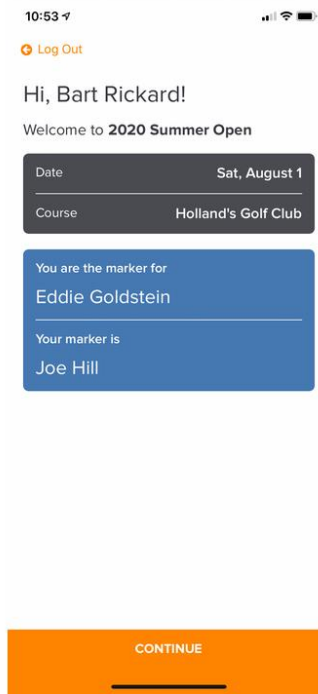 10:53
Log Out
Hi, Bart Rickard!
Welcome to 2020 Summer Open
Date Sat, August 1
Course Holland's Golf Club
You are the marker for
Eddie Goldstein
Your marker is
Joe Hill
CONTINUE